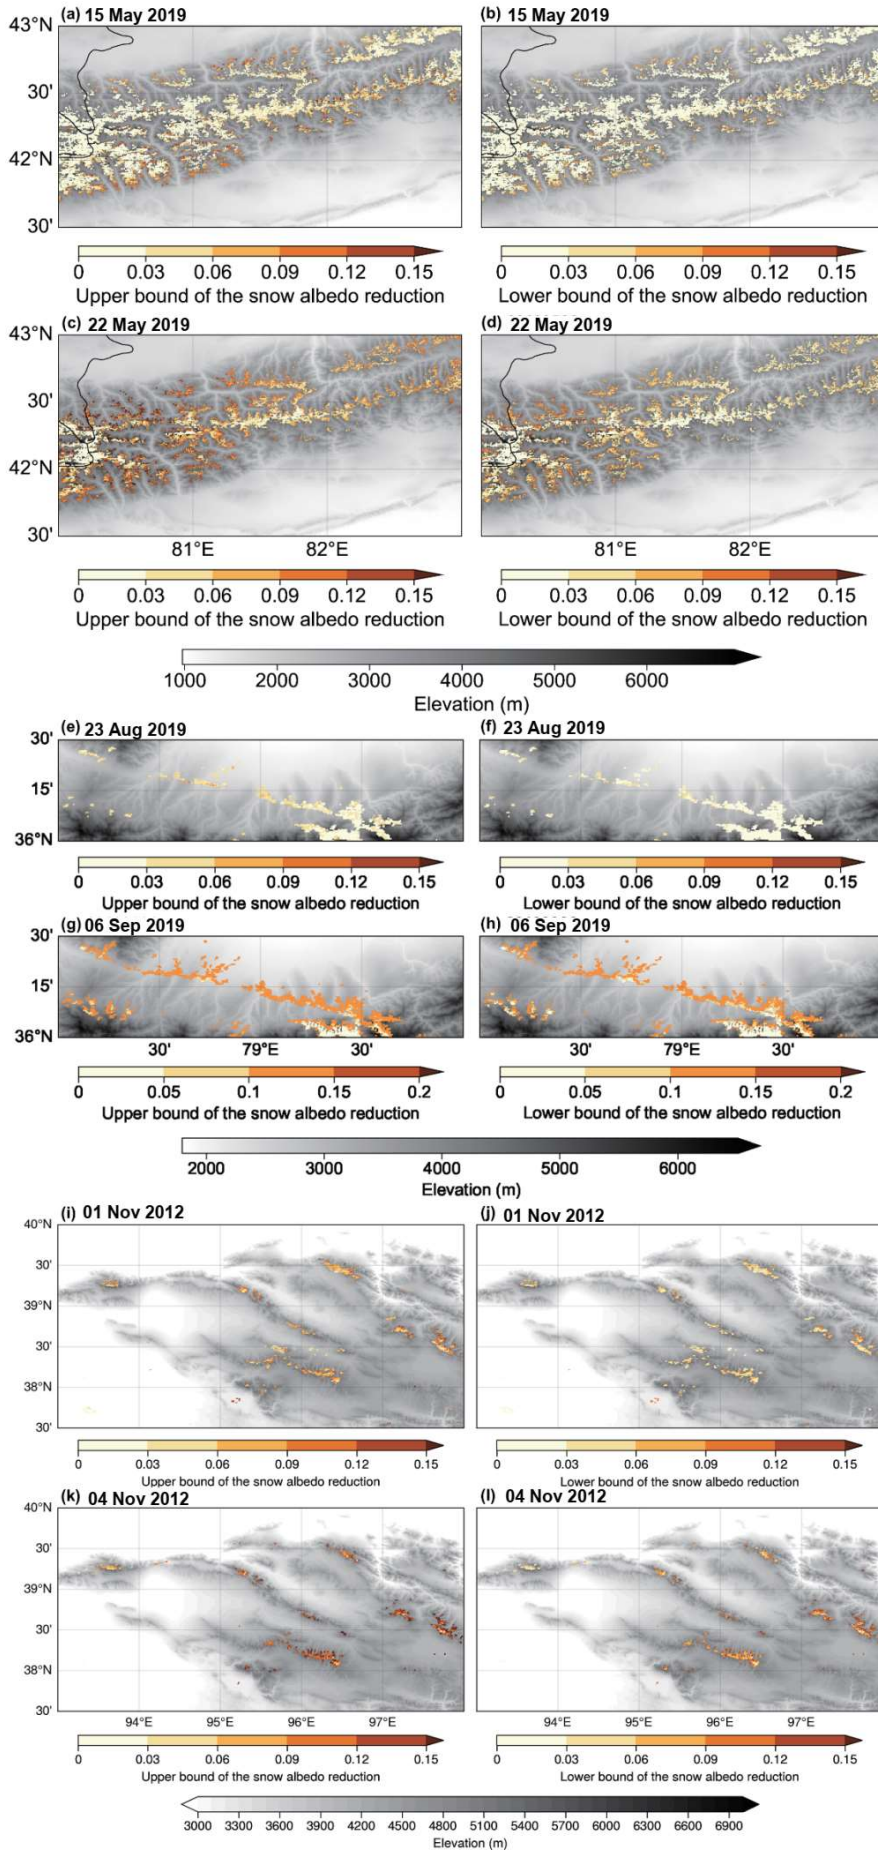 (a) 15 May 2019 (b) 15 May 2019
43°N
30'
42°N
30'
0 0.03 0.06 0.09 0.12 0.15 0 0.03 0.06 0.09 0.12 0.15
Upper bound of the snow albedo reduction Lower bound of the snow albedo reduction
(c) 22 May 2019 (d) 22 May 2019
43°N
30'
42°N
30'
81°E 82°E 81°E 82°E
0 0.03 0.06 0.09 0.12 0.15 0 0.03 0.06 0.09 0.12 0.15
Upper bound of the snow albedo reduction Lower bound of the snow albedo reduction
1000 2000 3000 4000 5000 6000
Elevation (m)
(e) 23 Aug 2019 (f) 23 Aug 2019
30'
15'
36°N
0 0.03 0.06 0.09 0.12 0.15 0 0.03 0.06 0.09 0.12 0.15
Upper bound of the snow albedo reduction Lower bound of the snow albedo reduction
(g) 06 Sep 2019 (h) 06 Sep 2019
30'
15'
36°N
30' 79°E 30' 30' 79°E 30'
0 0.05 0.1 0.15 0.2 0 0.05 0.1 0.15 0.2
Upper bound of the snow albedo reduction Lower bound of the snow albedo reduction
2000 3000 4000 5000 6000
Elevation (m)
(i) 01 Nov 2012 (j) 01 Nov 2012
40°N 40°N
30' 30'
39°N 39°N
30' 30'
38°N 38°N
30' 30'
0 0.03 0.06 0.09 0.12 0.15 0 0.03 0.06 0.09 0.12 0.15
Upper bound of the snow albedo reduction Lower bound of the snow albedo reduction
(k) 04 Nov 2012 (l) 04 Nov 2012
40°N 40°N
30' 30'
39°N 39°N
30' 30'
38°N 38°N
30' 30'
94°E 95°E 96°E 97°E 94°E 95°E 96°E 97°E
0 0.03 0.06 0.09 0.12 0.15 0 0.03 0.06 0.09 0.12 0.15
Upper bound of the snow albedo reduction Lower bound of the snow albedo reduction
3000 3300 3600 3900 4200 4500 4800 5100 5400 5700 6000 6300 6600 6900
Elevation (m)